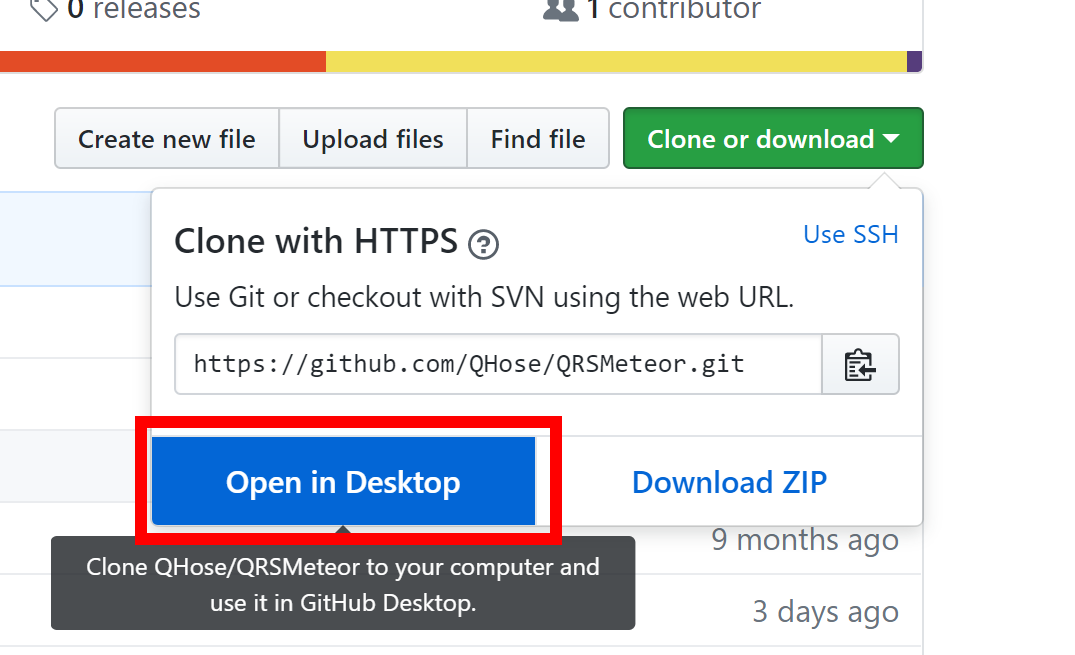 0 releases
1 contributor
Create new file
Upload files
Find file
Clone or download
Clone with HTTPS
Use SSH
Use Git or checkout with SVN using the web URL.
https://github.com/QHose/QRSMeteor.git
Open in Desktop
Download ZIP
9 months ago
Clone QHose/QRSMeteor to your computer and
use it in GitHub Desktop.
3 days ago